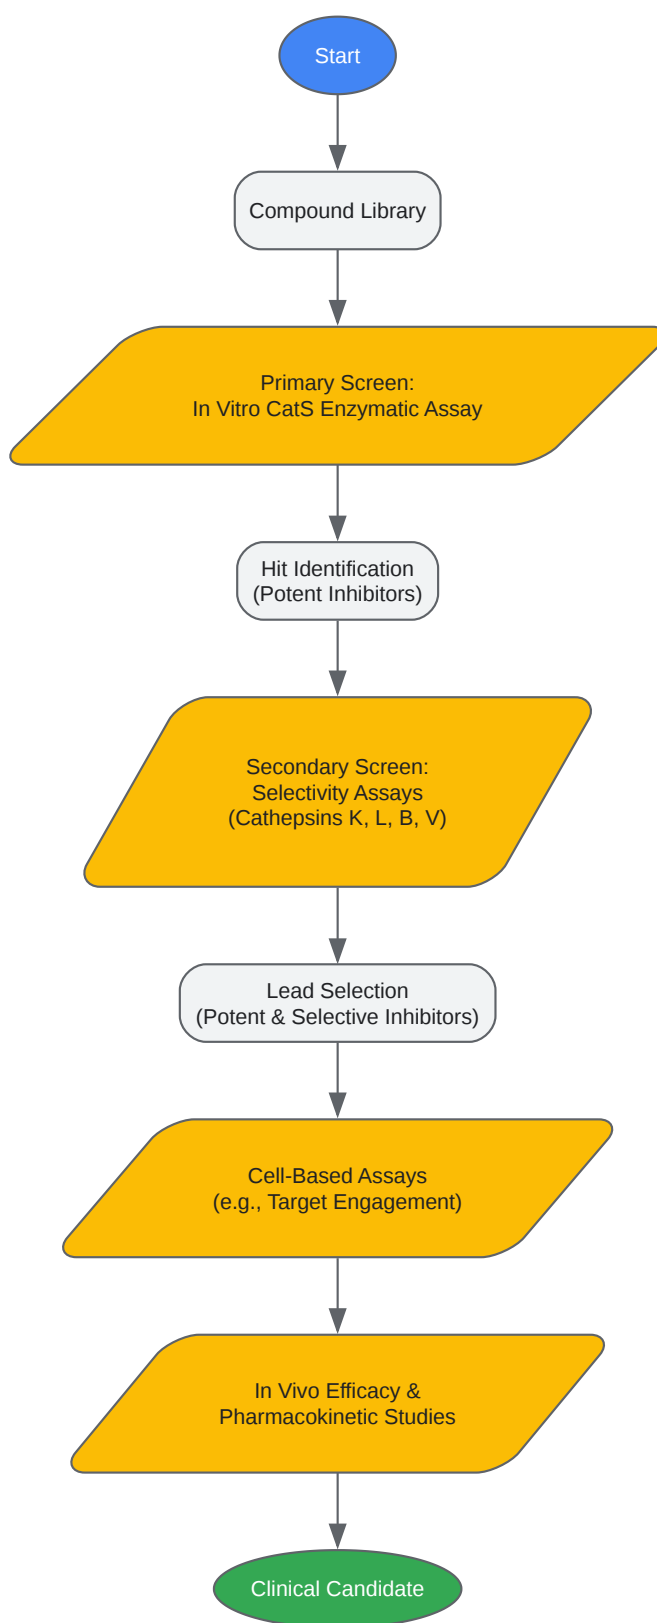 Start
Compound Library
Primary Screen:
In Vitro CatS Enzymatic Assay
Hit Identification
(Potent Inhibitors)
Secondary Screen:
Selectivity Assays
(Cathepsins K, L, B, V)
Lead Selection
(Potent & Selective Inhibitors)
Cell-Based Assays
(e.g., Target Engagement)
In Vivo Efficacy &
Pharmacokinetic Studies
Clinical Candidate